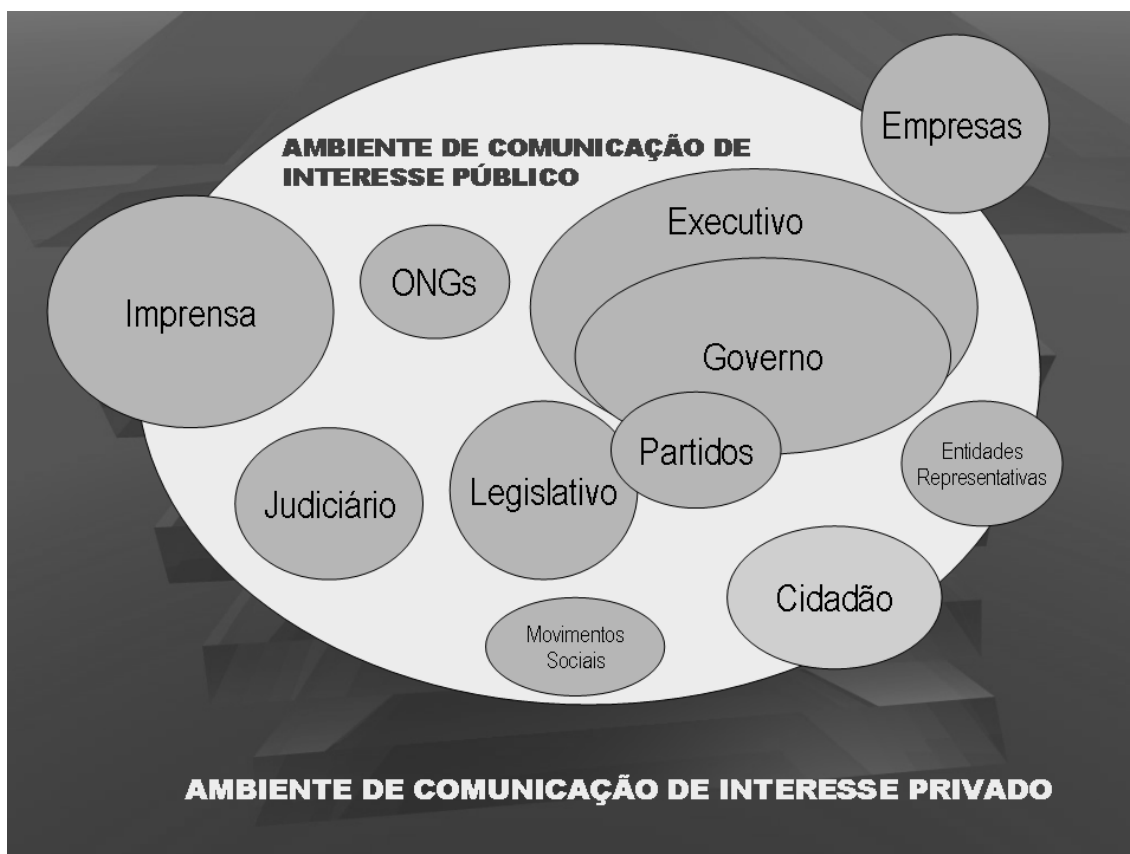 Empresas
AMBIENTE DE COMUNICAÇÃO DE
INTERESSE PÚBLICO
Executivo
ONGs
Imprensa
Governo
Partidos
Entidades
Representativas
Legislativo
Judiciário
Cidadão
Movimentos
Sociais
AMBIENTE DE COMUNICAÇÃO DE INTERESSE PRIVADO